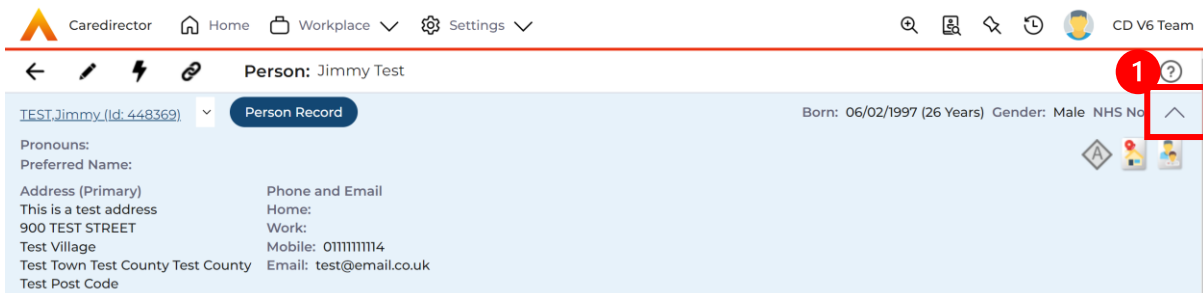 Caredirector Home Workplace Settings CD V6 Team
Person: Jimmy Test 1 ?
TEST,Jimmy (Id: 448369) Person Record Born: 06/02/1997 (26 Years) Gender: Male NHS No
Pronouns:
Preferred Name:
A
Address (Primary) Phone and Email
This is a test address Home:
900 TEST STREET Work:
Test Village Mobile: 01111111114
Test Town Test County Test County Email: test@email.co.uk
Test Post Code